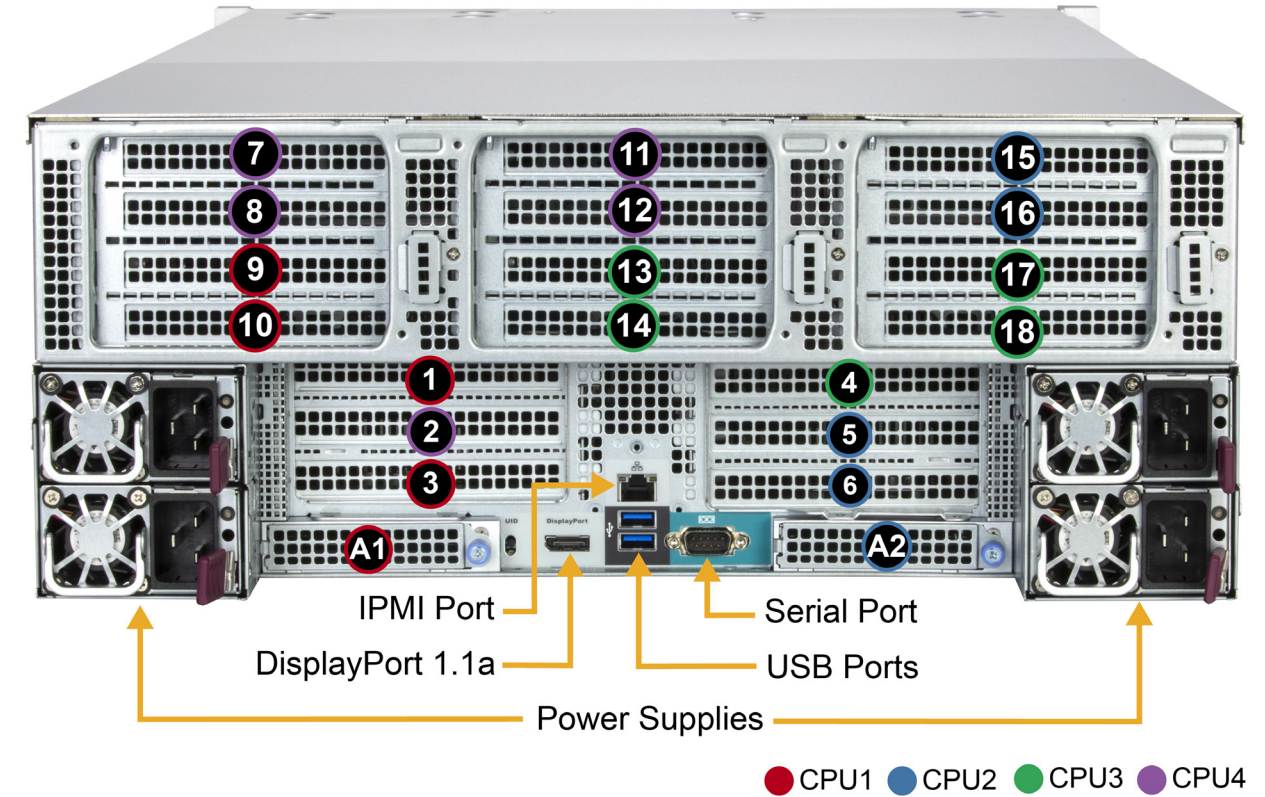 7 11 15
8 12 16
9 13 17
10 14 18
1 4
2 5
3 6
UID DisplayPort
A1 A2
IPMI Port Serial Port
DisplayPort 1.1a USB Ports
Power Supplies
CPU1 CPU2 CPU3 CPU4